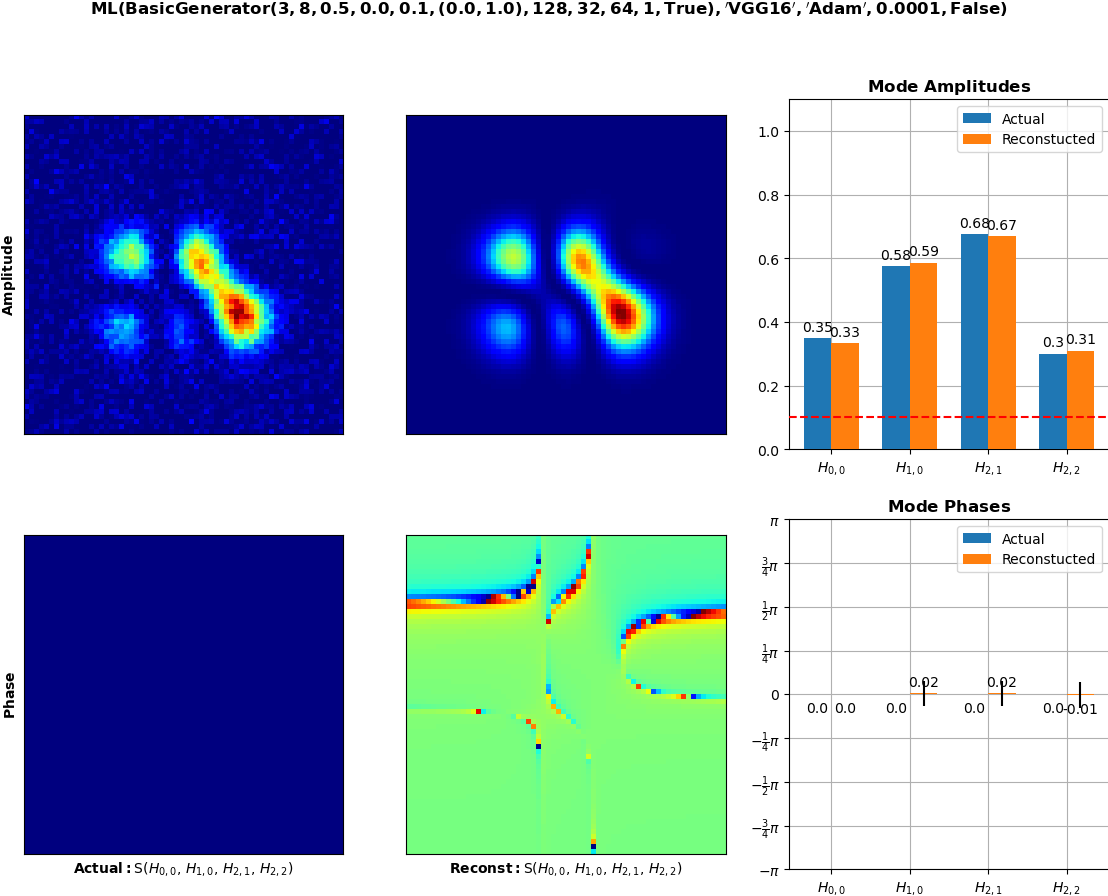 ML(BasicGenerator(3, 8, 0.5, 0.0, 0.1, (0.0, 1.0), 128, 32, 64, 1, True), ′VGG16′, ′Adam′, 0.0001, False)
Amplitude
Mode Amplitudes
Actual
Reconstucted
1.0
0.8
0.6
0.4
0.2
0.0
0.35
0.33
0.58
0.59
0.68
0.67
0.3
0.31
H0, 0
H1, 0
H2, 1
H2, 2
Phase
Actual: S(H0, 0, H1, 0, H2, 1, H2, 2)
Reconst: S(H0, 0, H1, 0, H2, 1, H2, 2)
Mode Phases
Actual
Reconstucted
π
3/4 π
1/2 π
1/4 π
0
−1/4 π
−1/2 π
−3/4 π
−π
0.0
0.0
0.0
0.02
0.0
0.02
0.0
-0.01
H0, 0
H1, 0
H2, 1
H2, 2